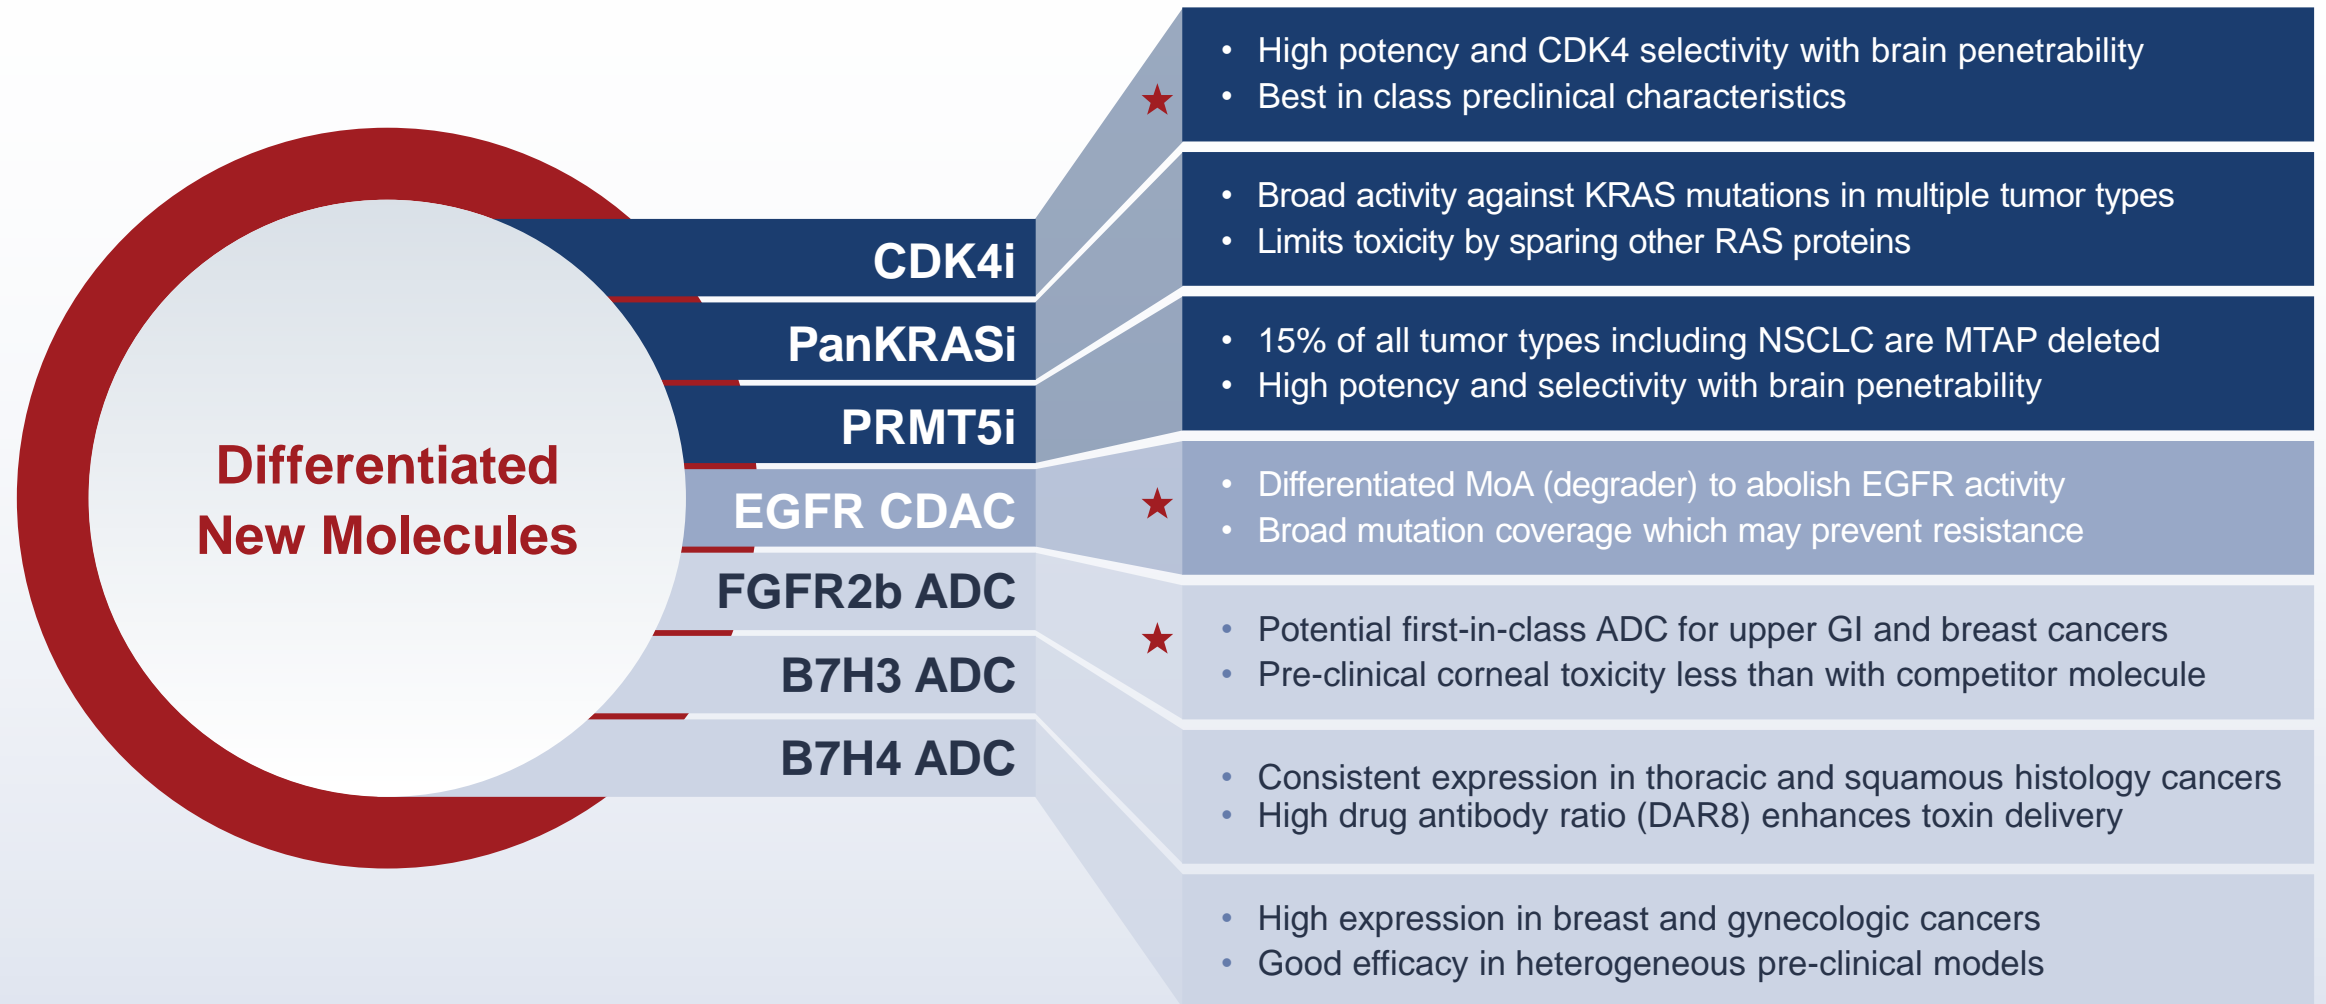 Differentiated
New Molecules
CDK4i
• High potency and CDK4 selectivity with brain penetrability
• Best in class preclinical characteristics
PanKRASi
• Broad activity against KRAS mutations in multiple tumor types
• Limits toxicity by sparing other RAS proteins
PRMT5i
• 15% of all tumor types including NSCLC are MTAP deleted
• High potency and selectivity with brain penetrability
EGFR CDAC
• Differentiated MoA (degrader) to abolish EGFR activity
• Broad mutation coverage which may prevent resistance
FGFR2b ADC
• Potential first-in-class ADC for upper GI and breast cancers
• Pre-clinical corneal toxicity less than with competitor molecule
B7H3 ADC
• Consistent expression in thoracic and squamous histology cancers
• High drug antibody ratio (DAR8) enhances toxin delivery
B7H4 ADC
• High expression in breast and gynecologic cancers
• Good efficacy in heterogeneous pre-clinical models